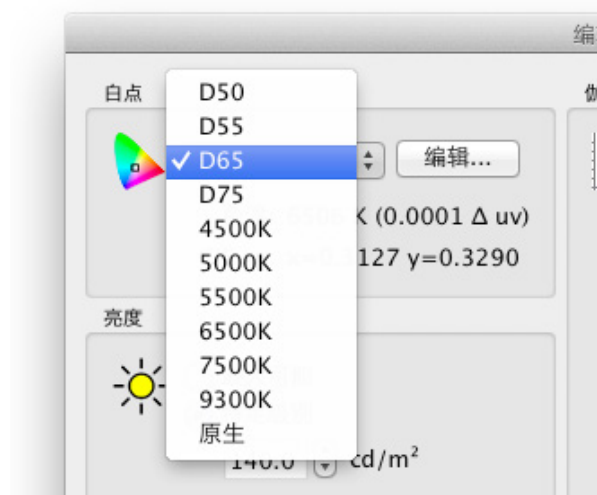 编
白点
D50
D55
✓ D65
编辑...
D75
K (0.0001 Δ uv)
4500K
5000K
127 y=0.3290
5500K
亮度
6500K
7500K
9300K
原生
140.0 cd/m²